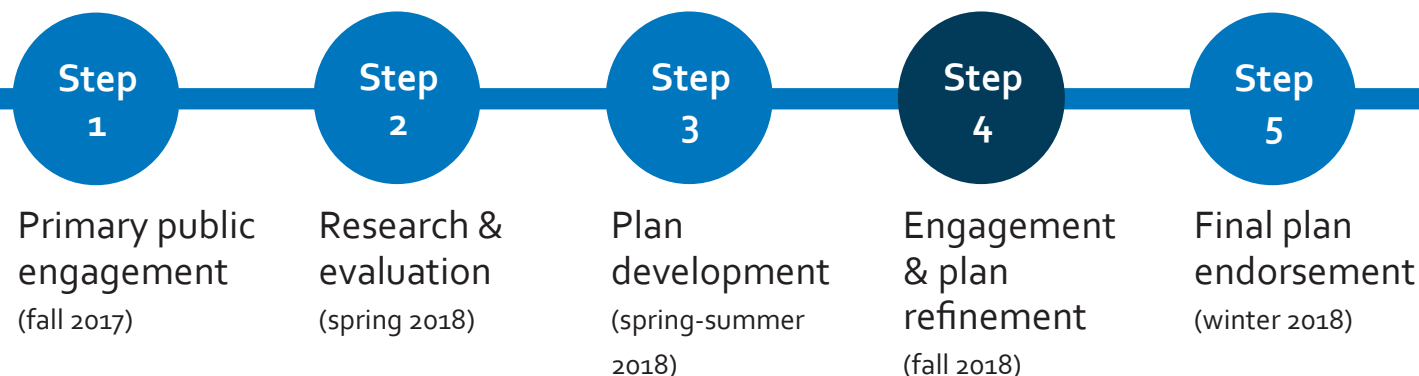 Step
1
Step
2
Step
3
Step
4
Step
5
Primary public
engagement
(fall 2017)
Research &
evaluation
(spring 2018)
Plan
development
(spring-summer
2018)
Engagement
& plan
refinement
(fall 2018)
Final plan
endorsement
(winter 2018)